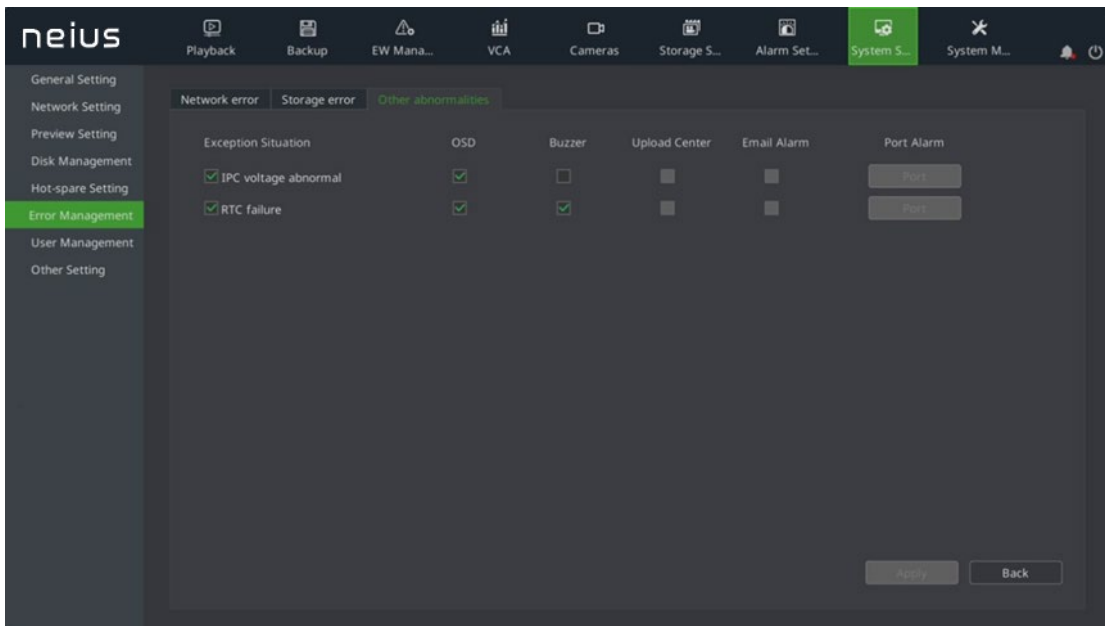 neius
Playback Backup EW Mana... VCA Cameras Storage S... Alarm Set... System S... System M...
General Setting
Network Setting
Preview Setting
Disk Management
Hot-spare Setting
Error Management
User Management
Other Setting
Network error Storage error Other abnormalities
Exception Situation OSD Buzzer Upload Center Email Alarm Port Alarm
IPC voltage abnormal Port
RTC failure Port
Apply Back